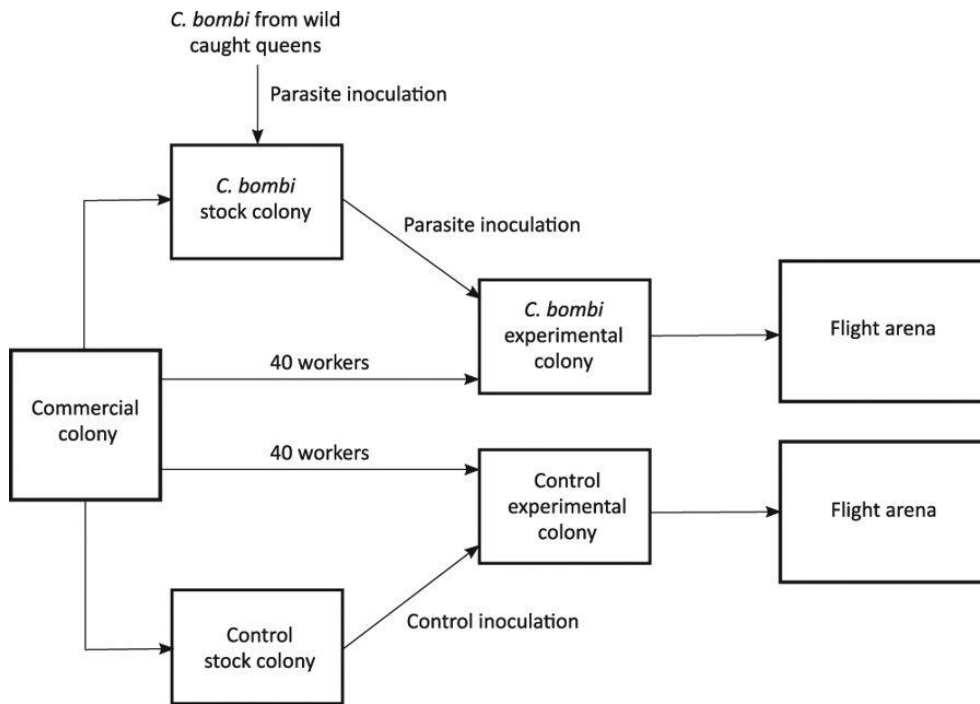 C. bombi from wild
caught queens
Parasite inoculation
C. bombi
stock colony
Parasite inoculation
C. bombi
experimental
colony
Flight arena
40 workers
Commercial
colony
40 workers
Control
experimental
colony
Flight arena
Control inoculation
Control
stock colony